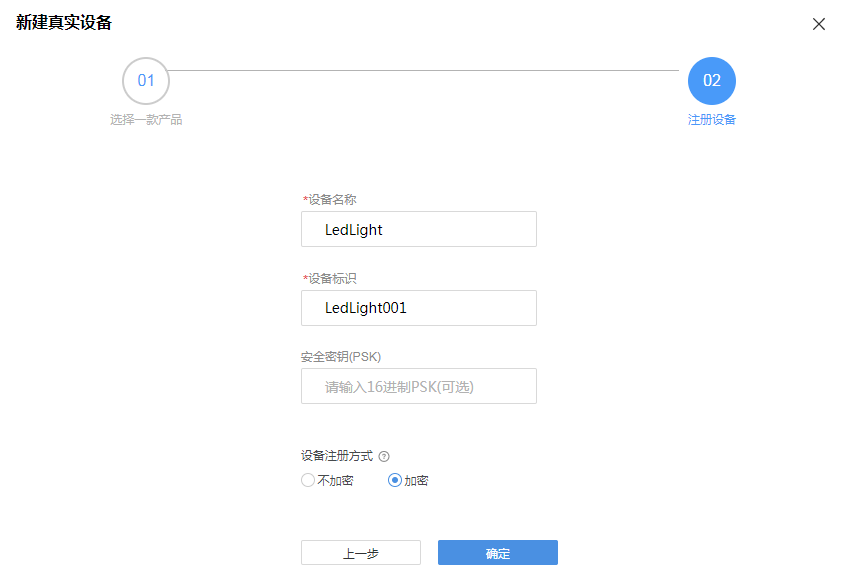 新建真实设备
01
02
选择一款产品
注册设备
*设备名称
LedLight
*设备标识
LedLight001
安全密钥(PSK)
请输入16进制PSK(可选)
设备注册方式 ?
不加密 加密
上一步 确定